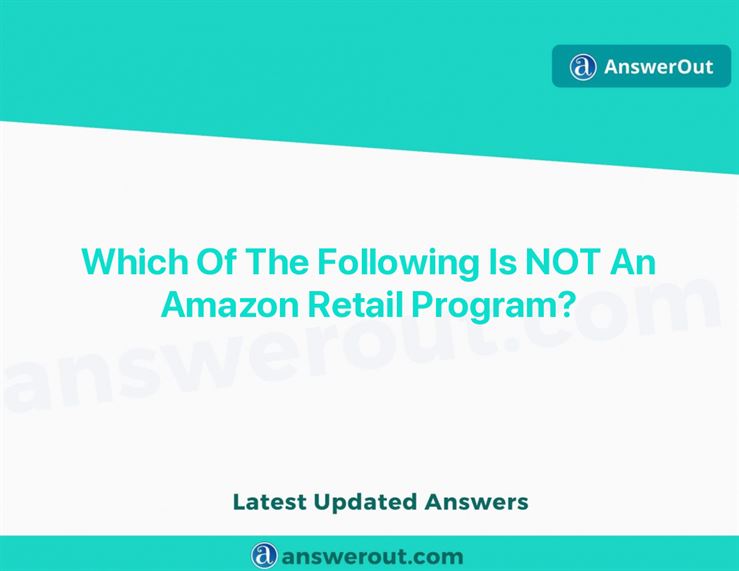 AnswerOut
Which Of The Following Is NOT An
Amazon Retail Program?
answerout.com
Latest Updated Answers
answerout.com